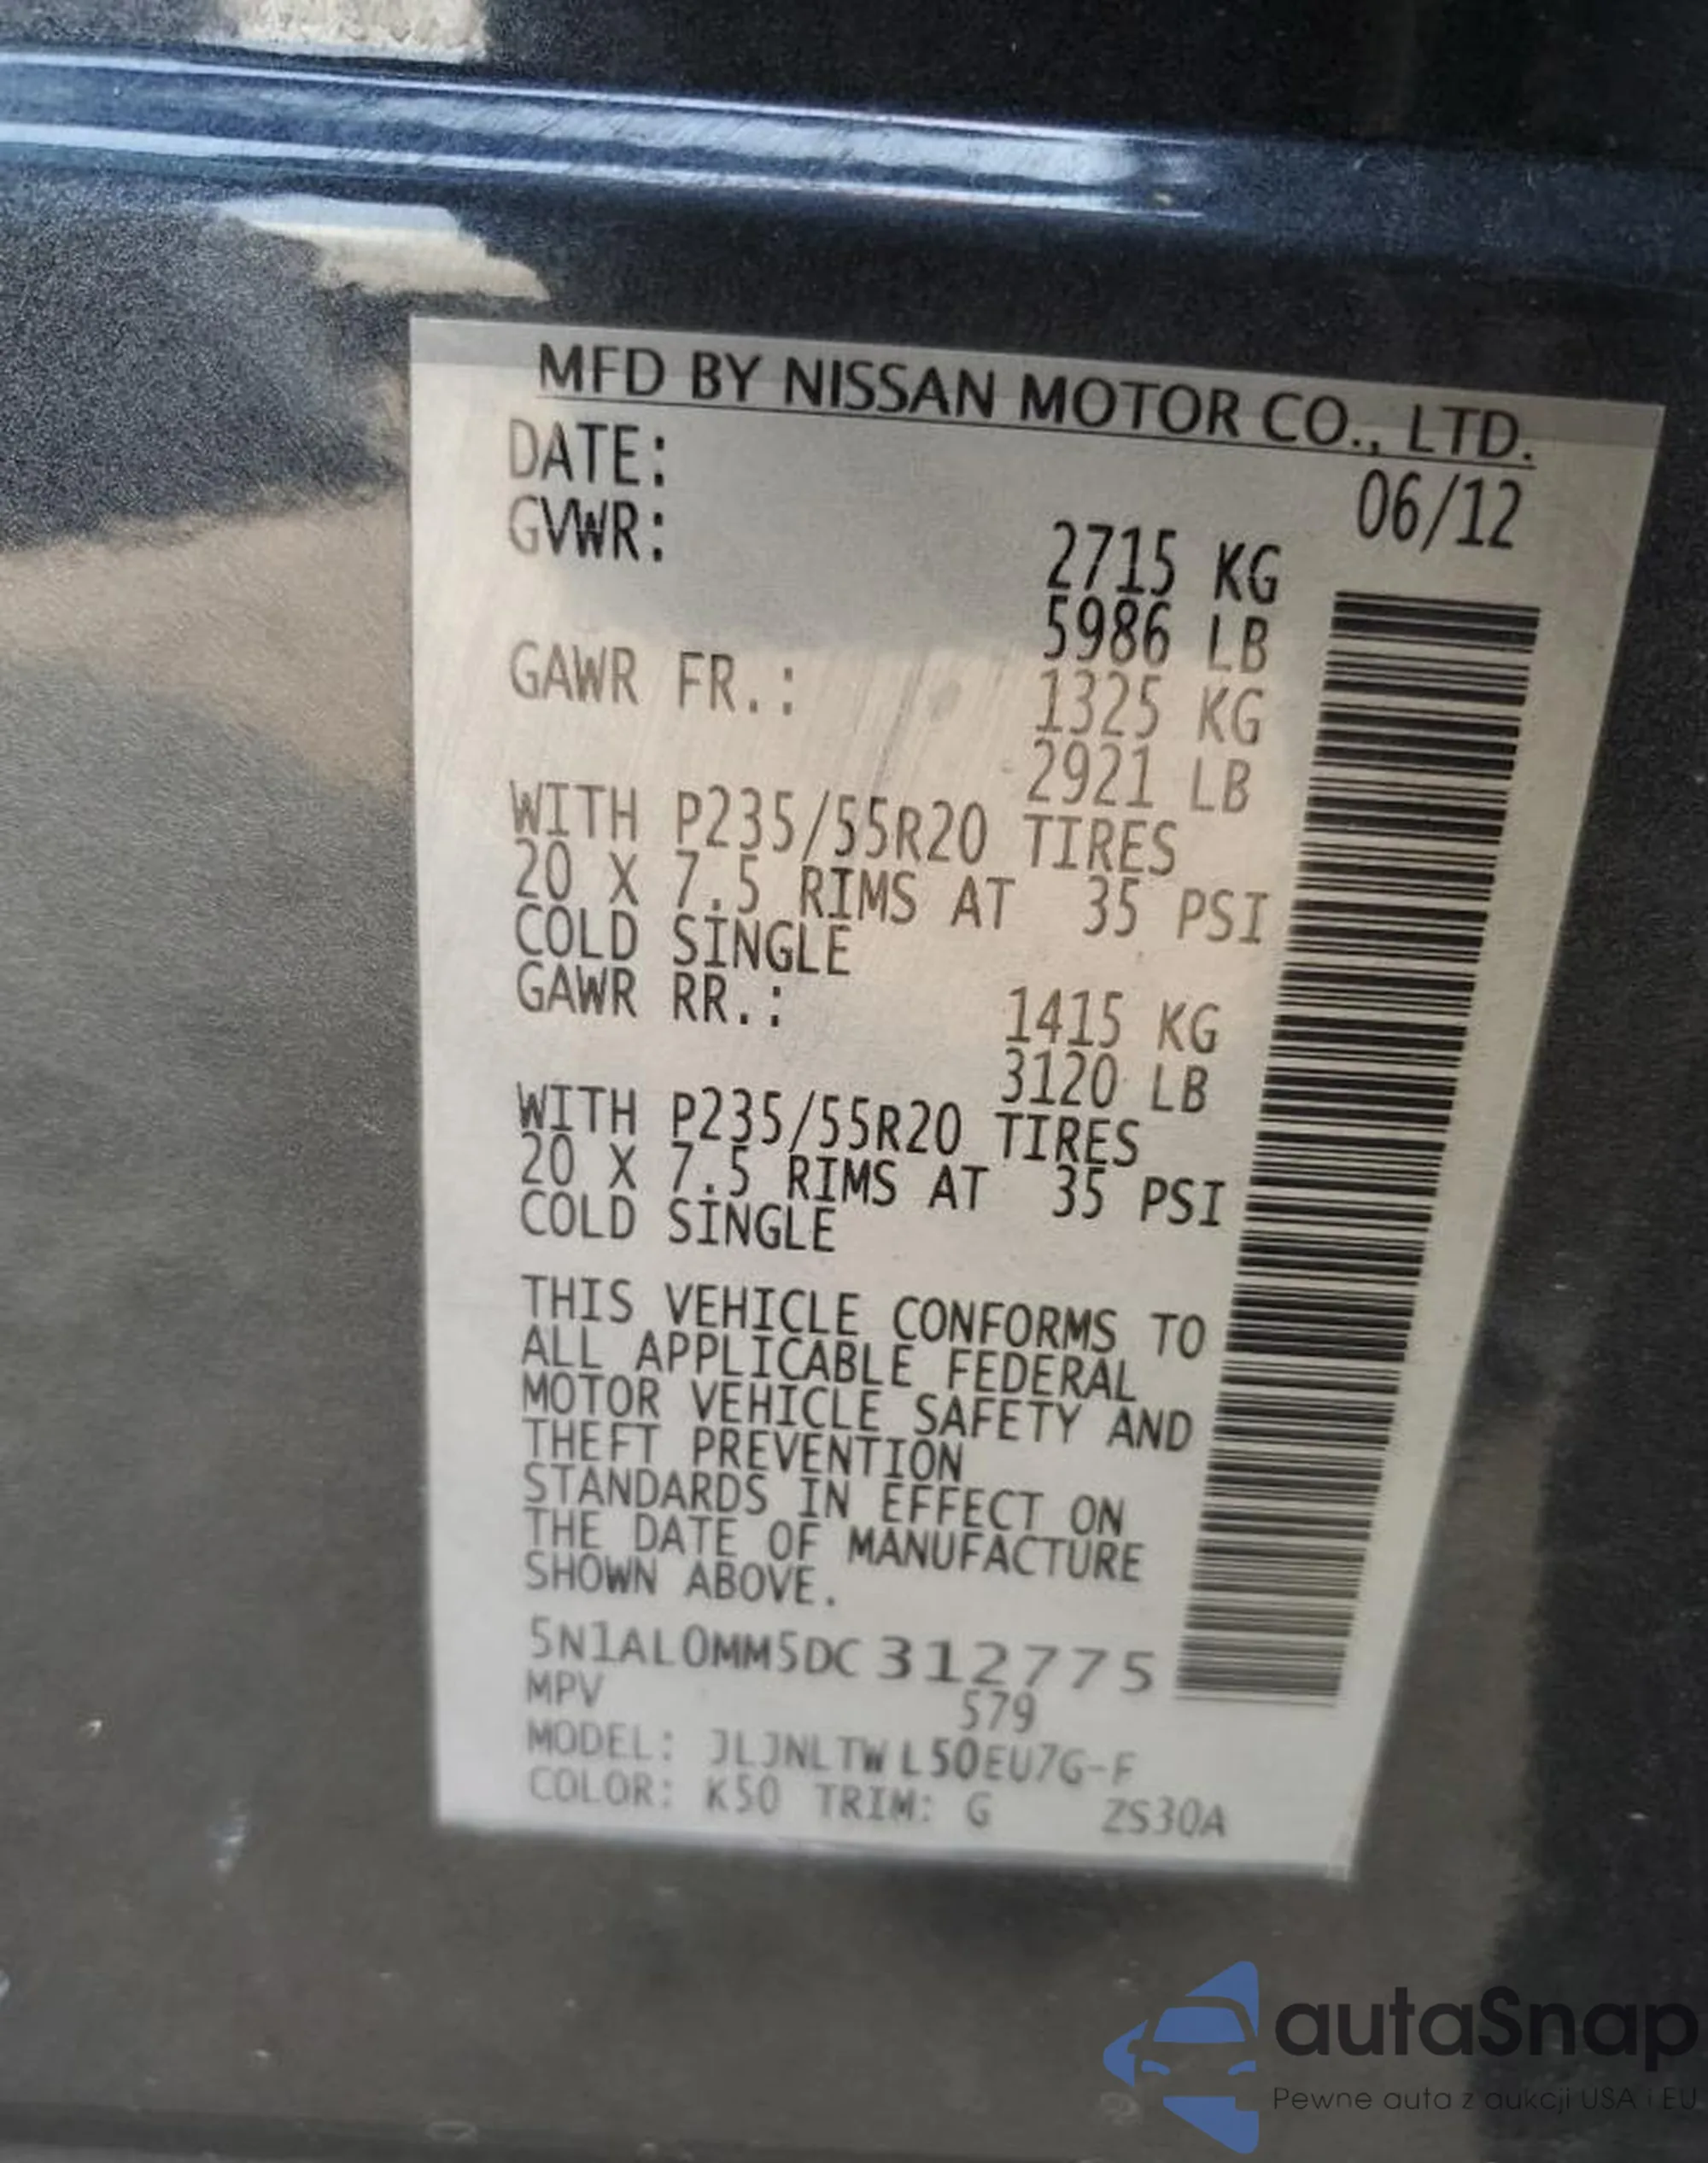 MFD BY NISSAN MOTOR CO., LTD.
DATE: 06/12
GVWR: 2715 KG
5986 LB
GAWR FR.: 1325 KG
2921 LB
WITH P235/55R20 TIRES
20 X 7.5 RIMS AT 35 PSI
COLD SINGLE
GAWR RR.: 1415 KG
3120 LB
WITH P235/55R20 TIRES
20 X 7.5 RIMS AT 35 PSI
COLD SINGLE
THIS VEHICLE CONFORMS TO
ALL APPLICABLE FEDERAL
MOTOR VEHICLE SAFETY AND
THEFT PREVENTION
STANDARDS IN EFFECT ON
THE DATE OF MANUFACTURE
SHOWN ABOVE.
5N1AL0MM5DC312775
MPV 579
MODEL: JLJNLTWL50EU7G-F
COLOR: K50 TRIM: G ZS30A
autaSnap
Pewne auta z aukcji USA i EU